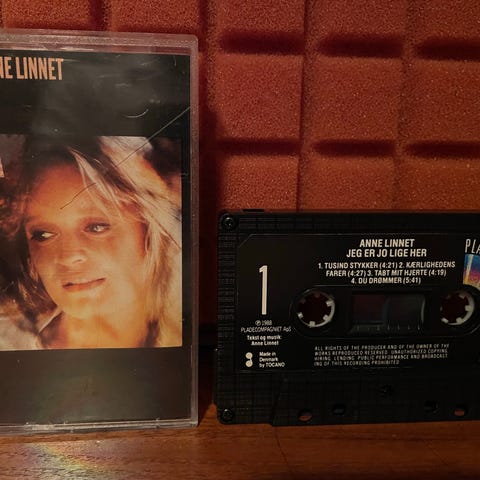 NE LINNET
ANNE LINNET
JEG ER JO LIGE HER
1. TUSIND STYKKER (4:21) 2. KÆRLIGHEDENS
FARER (4:27) 3. TABT MIT HJERTE (4:19)
4. DU DRØMMER (5:41)
1
℗ 1988
PLADECOMPAGNIET ApS
Tekst og musik:
Anne Linnet
Made in
Denmark
by TOCANO
ALL RIGHTS OF THE PRODUCER AND OF THE OWNER OF THE
WORKS REPRODUCED RESERVED. UNAUTHORIZED COPYING
HIRING, LENDING, PUBLIC PERFORMANCE AND BROADCAST
ING OF THIS RECORDING PROHIBITED
PLA